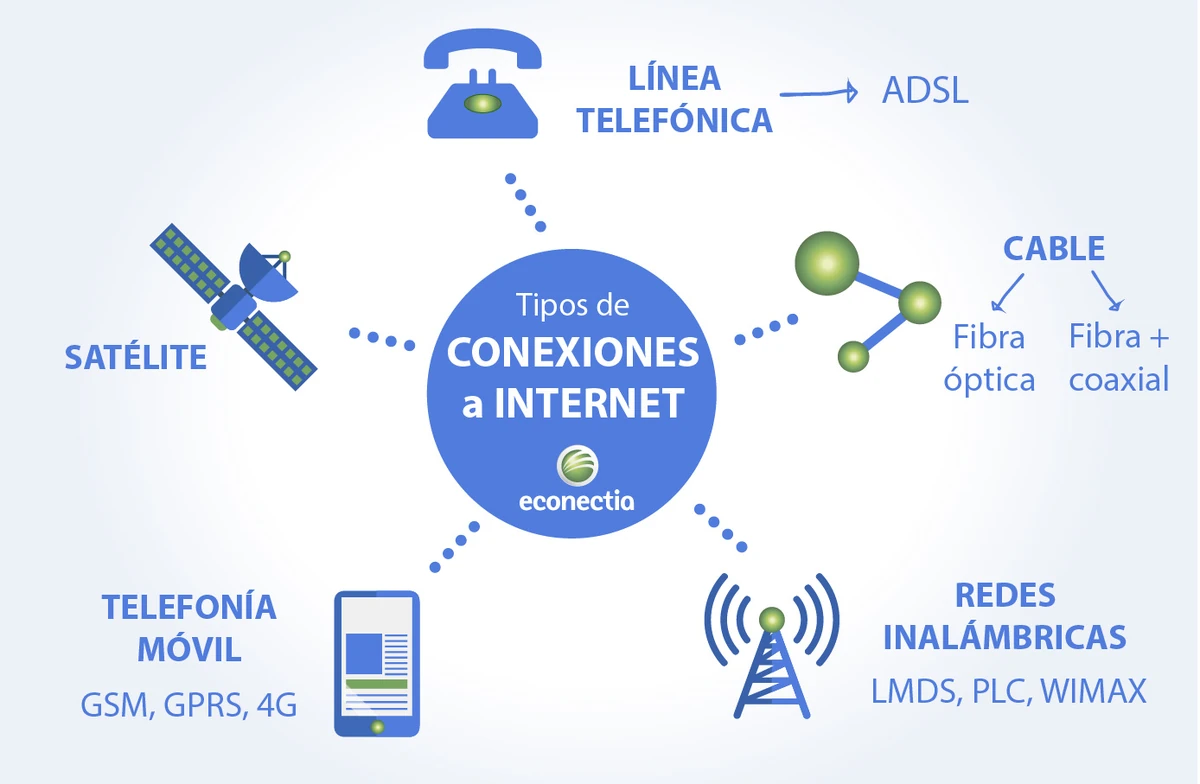 LÍNEA
TELEFÓNICA
ADSL
CABLE
Fibra
óptica
Fibra +
coaxial
SATÉLITE
Tipos de
CONEXIONES
a INTERNET
econectia
TELEFONÍA
MÓVIL
GSM, GPRS, 4G
REDES
INALÁMBRICAS
LMDS, PLC, WIMAX